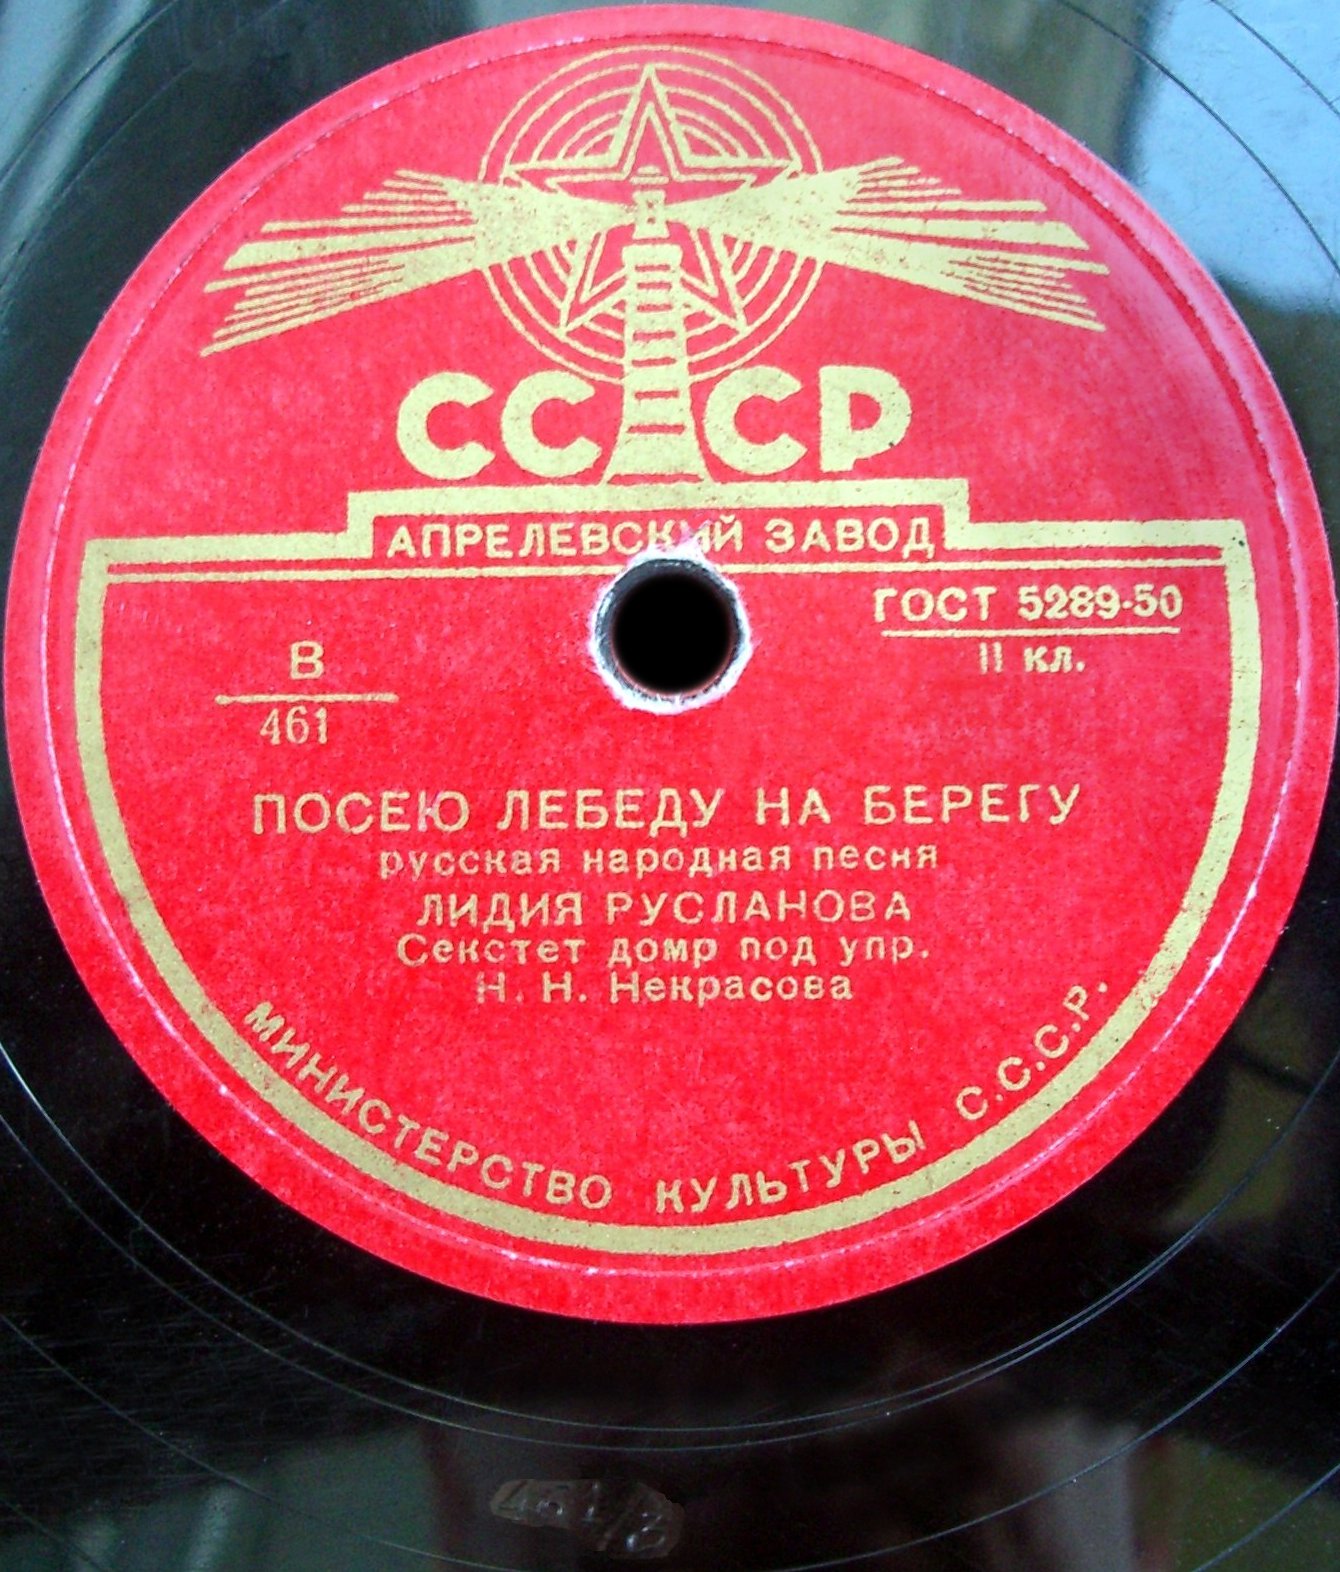 СССР
АПРЕЛЕВСКИЙ ЗАВОД
ГОСТ 5289-50
II кл.
В
461
ПОСЕЮ ЛЕБЕДУ НА БЕРЕГУ
русская народная песня
ЛИДИЯ РУСЛАНОВА
Секстет домр под упр.
Н. Н. Некрасова
МИНИСТЕРСТВО КУЛЬТУРЫ С.С.С.Р.